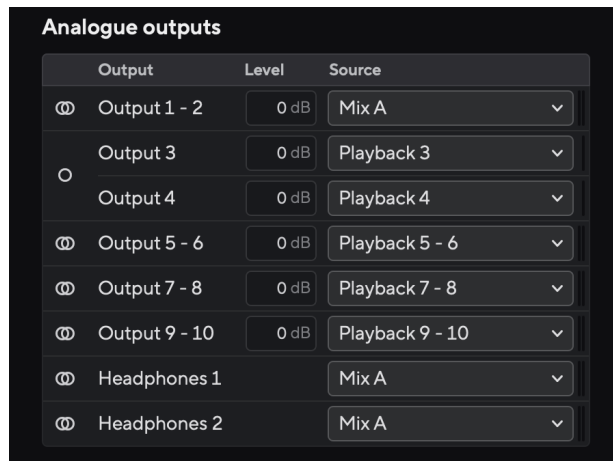 Analogue outputs
Output Level Source
Output 1 - 2 0 dB Mix A
Output 3 0 dB Playback 3
Output 4 0 dB Playback 4
Output 5 - 6 0 dB Playback 5 - 6
Output 7 - 8 0 dB Playback 7 - 8
Output 9 - 10 0 dB Playback 9 - 10
Headphones 1 Mix A
Headphones 2 Mix A